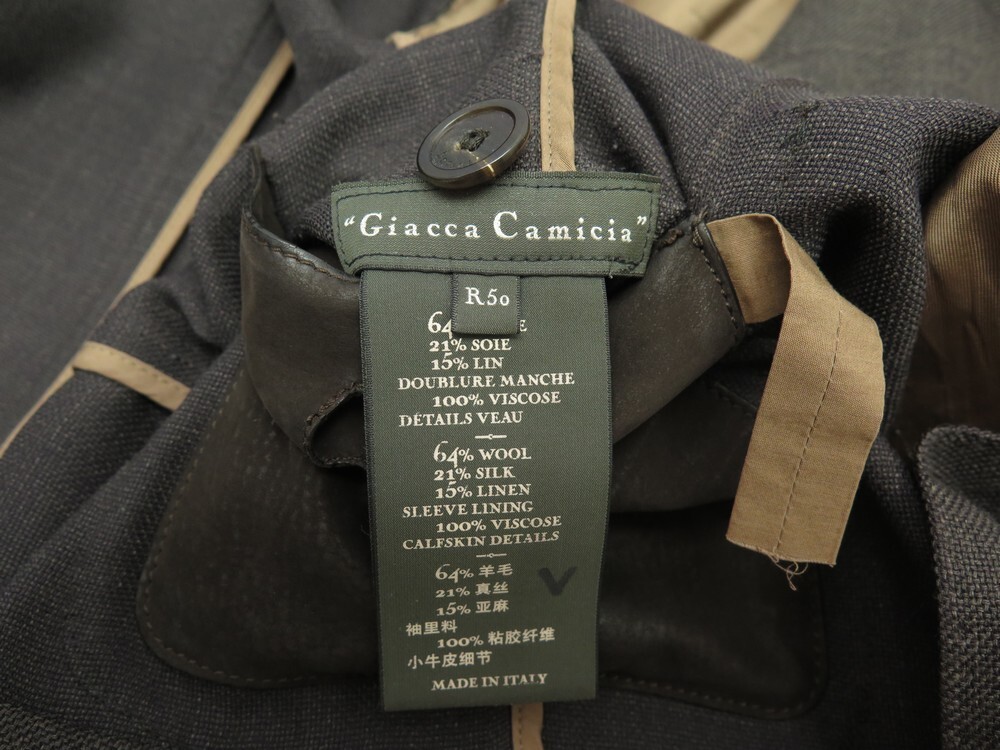 “Giacca Camicia”
R50
64% E
21% SOIE
15% LIN
DOUBLURE MANCHE
100% VISCOSE
DÉTAILS VEAU
64% WOOL
21% SILK
15% LINEN
SLEEVE LINING
100% VISCOSE
CALFSKIN DETAILS
64% 羊毛
21% 真丝
15% 亚麻
袖里料
100% 粘胶纤维
小牛皮细节
MADE IN ITALY